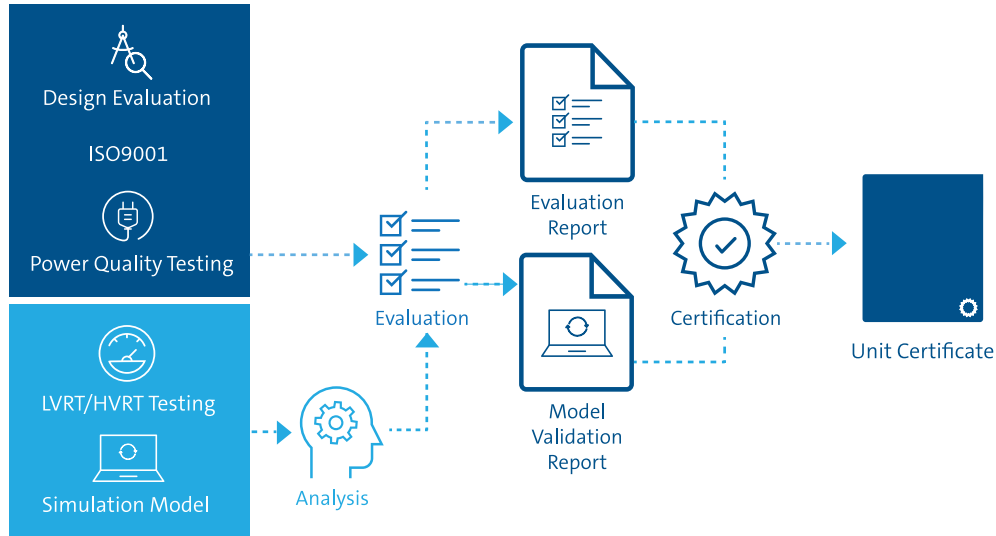 Design Evaluation
ISO9001
Power Quality Testing
LVRT/HVRT Testing
Simulation Model
Analysis
Evaluation
Evaluation
Report
Model
Validation
Report
Certification
Unit Certificate